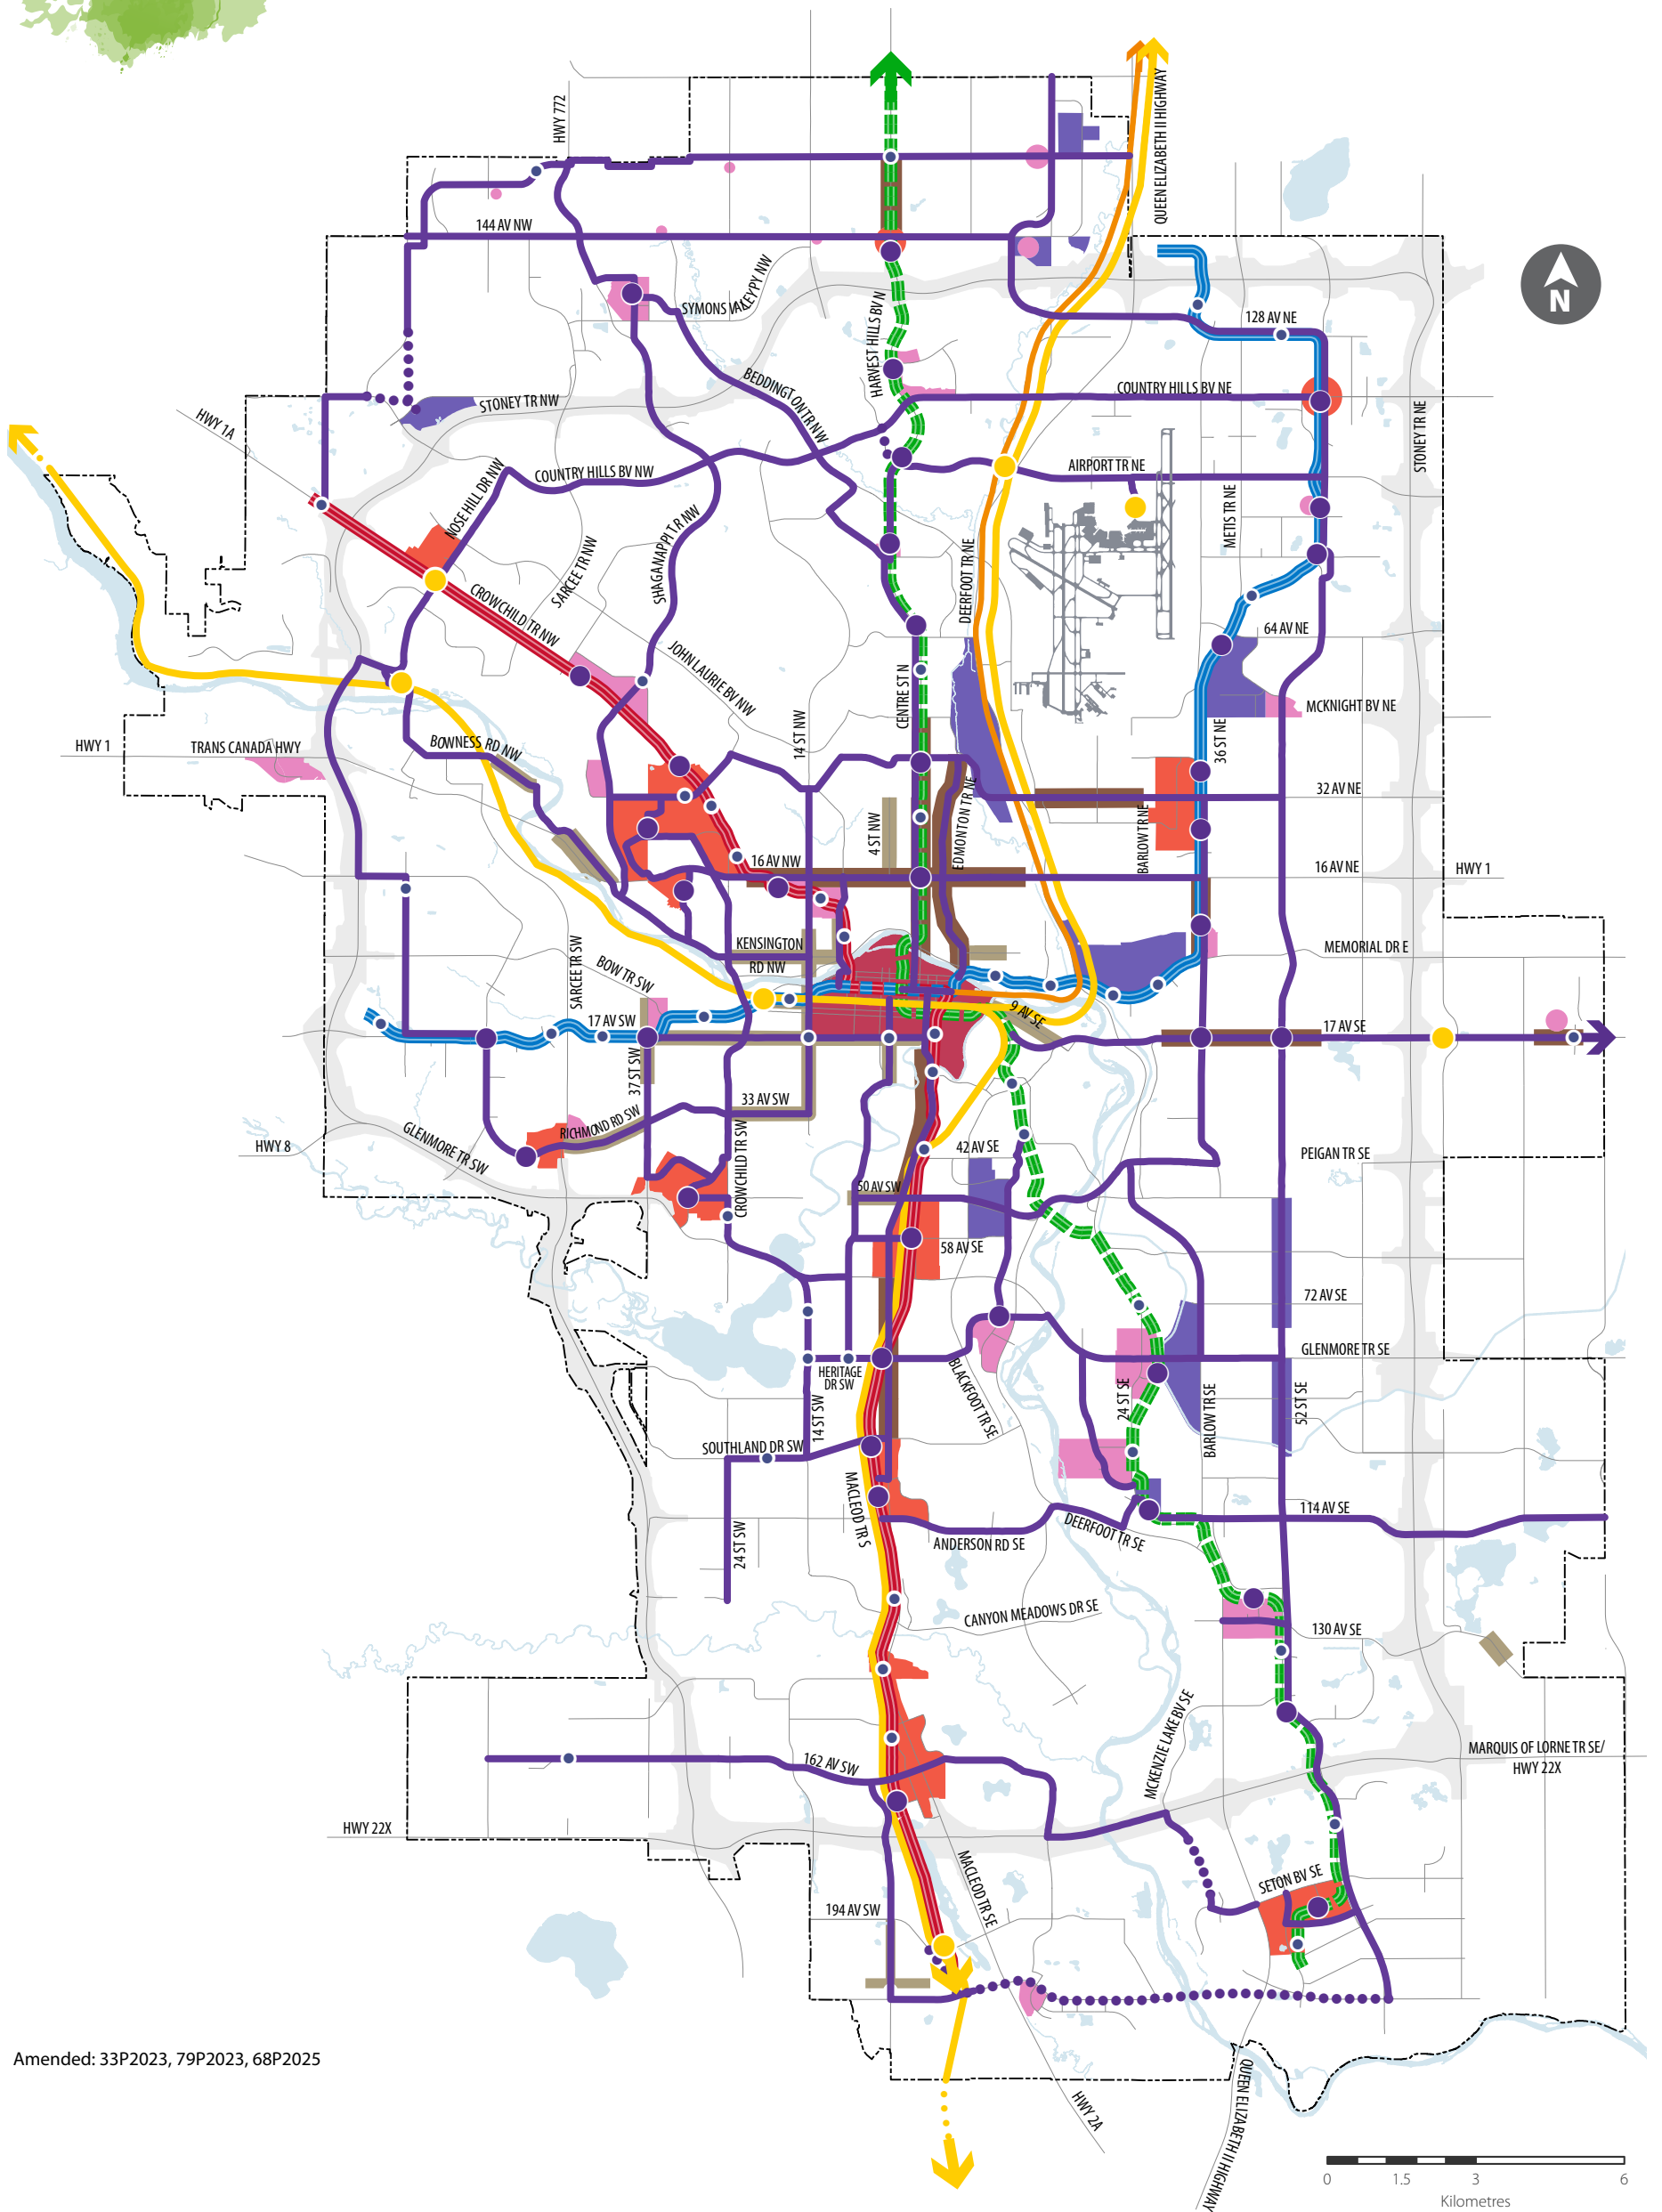 HWY 772
QUEEN ELIZABETH II HIGHWAY
144 AV NW
N
SYMONS VALLEY PY NW
HARVEST HILLS BV N
128 AV NE
BEDDINGTON TR NW
COUNTRY HILLS BV NE
STONEY TR NW
HWY 1A
STONEY TR NE
COUNTRY HILLS BV NW
AIRPORT TR NE
NOSE HILL DR NW
METIS TR NE
SHAGANAPPI TR NW
SARCEE TR NW
DEERFOOT TR NE
CROWCHILD TR NW
64 AV NE
JOHN LAURIE BV NW
CENTRE ST N
MCKNIGHT BV NE
14 ST NW
36 ST NE
HWY 1
TRANS CANADA HWY
BOWNESS RD NW
32 AV NE
EDMONTON TR NE
BARLOW TR NE
4 ST NW
16 AV NW
16 AV NE
HWY 1
KENSINGTON
RD NW
MEMORIAL DR E
SARCEE TR SW
BOW TR SW
9 AV SE
17 AV SW
17 AV SE
37 ST SW
33 AV SW
RICHMOND RD SW
GLENMORE TR SW
HWY 8
CROWCHILD TR SW
42 AV SE
PEIGAN TR SE
50 AV SW
58 AV SE
72 AV SE
GLENMORE TR SE
HERITAGE
DR SW
BLACKFOOT TR SE
24 ST SE
BARLOW TR SE
52 ST SE
14 ST SW
SOUTHLAND DR SW
MACLEOD TR S
114 AV SE
DEERFOOT TR SE
ANDERSON RD SE
24 ST SW
CANYON MEADOWS DR SE
130 AV SE
MCKENZIE LAKE BV SE
162 AV SW
MARQUIS OF LORNE TR SE/
HWY 22X
HWY 22X
MACLEOD TR SE
SETON BV SE
194 AV SW
Amended: 33P2023, 79P2023, 68P2025
HWY 2A
QUEEN ELIZABETH II HIGHWAY
0 1.5 3 6
Kilometres